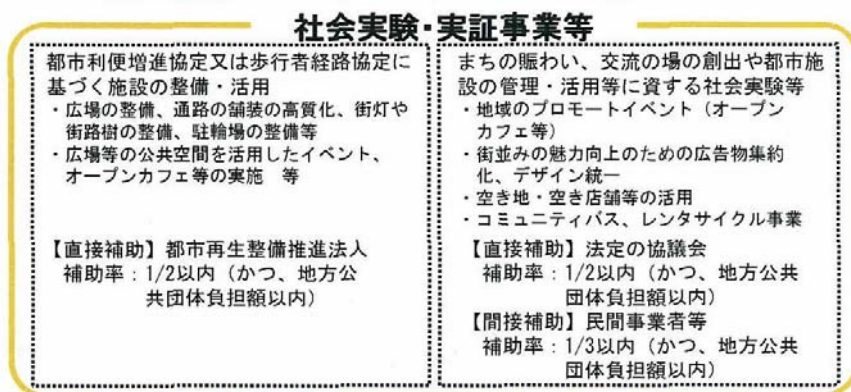 社会実験・実証事業等
都市利便増進協定又は歩行者経路協定に
基づく施設の整備・活用
・広場の整備、通路の舗装の高質化、街灯や
街路樹の整備、駐輪場の整備等
・広場等の公共空間を活用したイベント、
オープンカフェ等の実施　等
【直接補助】都市再生整備推進法人
補助率：1/2以内（かつ、地方公
共団体負担額以内）
まちの賑わい、交流の場の創出や都市施
設の管理・活用等に資する社会実験等
・地域のプロモートイベント（オープン
カフェ等）
・街並みの魅力向上のための広告物集約
化、デザイン統一
・空き地・空き店舗等の活用
・コミュニティバス、レンタサイクル事業
【直接補助】法定の協議会
補助率：1/2以内（かつ、地方公共
団体負担額以内）
【間接補助】民間事業者等
補助率：1/3以内（かつ、地方公共
団体負担額以内）